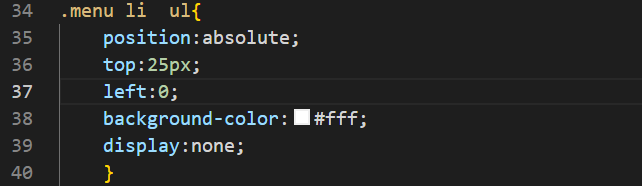 34 .menu li  ul{
35 position:absolute;
36 top:25px;
37 left:0;
38 background-color:#fff;
39 display:none;
40 }